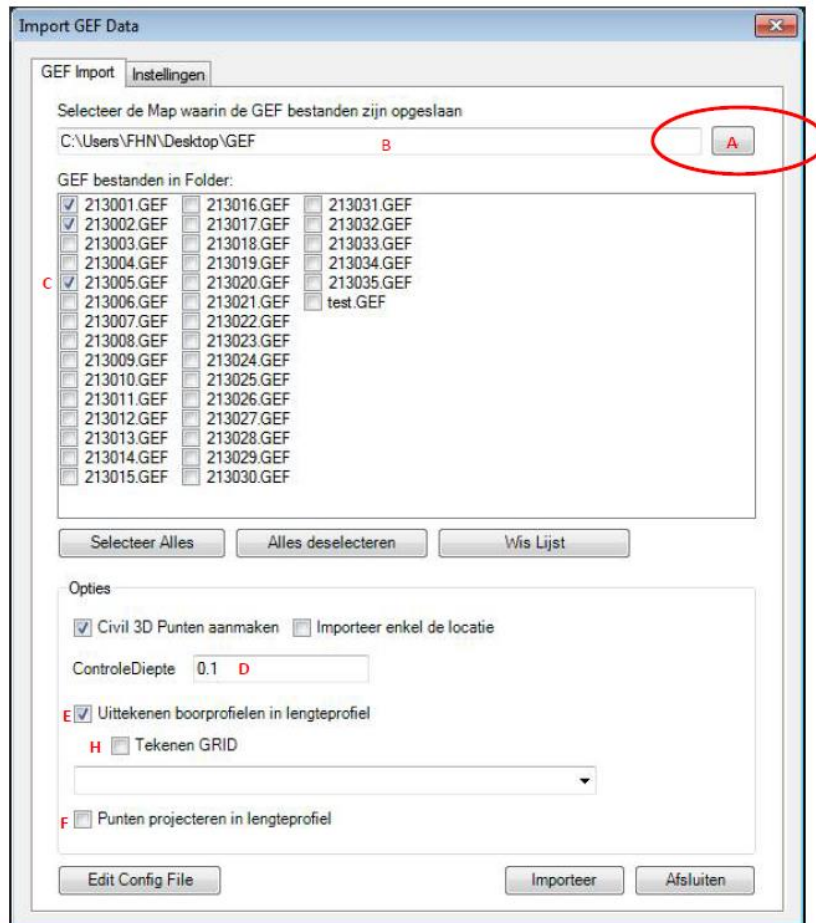 Import GEF Data
GEF Import Instellingen
Selecteer de Map waarin de GEF bestanden zijn opgeslaan
C:\Users\FHN\Desktop\GEF B A
GEF bestanden in Folder:
213001.GEF 213016.GEF 213031.GEF
213002.GEF 213017.GEF 213032.GEF
213003.GEF 213018.GEF 213033.GEF
213004.GEF 213019.GEF 213034.GEF
C 213005.GEF 213020.GEF 213035.GEF
213006.GEF 213021.GEF test.GEF
213007.GEF 213022.GEF
213008.GEF 213023.GEF
213009.GEF 213024.GEF
213010.GEF 213025.GEF
213011.GEF 213026.GEF
213012.GEF 213027.GEF
213013.GEF 213028.GEF
213014.GEF 213029.GEF
213015.GEF 213030.GEF
Selecteer Alles Alles deselecteren Wis Lijst
Opties
Civil 3D Punten aanmaken Importeer enkel de locatie
ControleDiepte 0.1 D
E Uittekenen boorprofielen in lengteprofiel
H Tekenen GRID
F Punten projecteren in lengteprofiel
Edit Config File Importeer Afsluiten